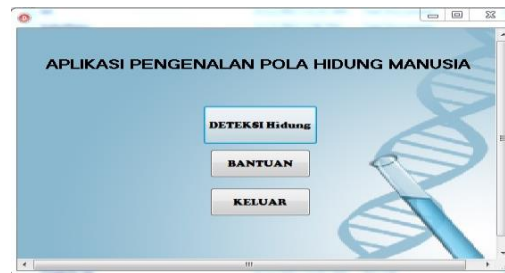 APLIKASI PENGENALAN POLA HIDUNG MANUSIA
DETEKSI Hidung
BANTUAN
KELUAR